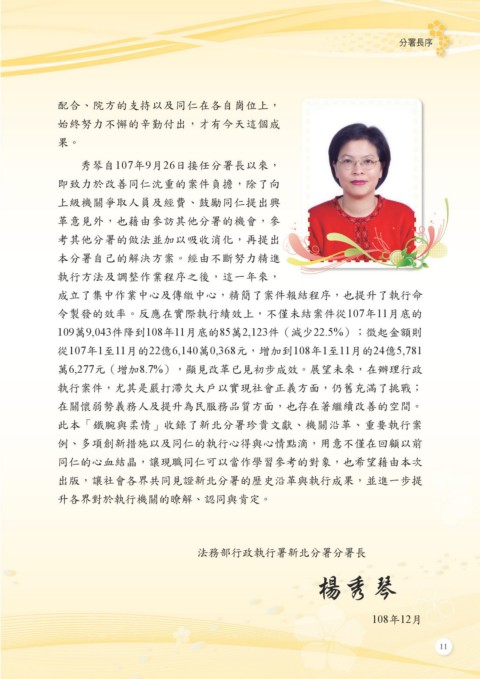 分署長序
配合、院方的支持以及同仁在各自崗位上，
始終努力不懈的辛勤付出，才有今天這個成
果。
秀琴自107年9月26日接任分署長以來，
即致力於改善同仁沈重的案件負擔，除了向
上級機關爭取人員及經費、鼓勵同仁提出興
革意見外，也藉由參訪其他分署的機會，參
考其他分署的做法並加以吸收消化，再提出
本分署自己的解決方案。經由不斷努力精進
執行方法及調整作業程序之後，這一年來，
成立了集中作業中心及傳繳中心，精簡了案件報結程序，也提升了執行命
令製發的效率。反應在實際執行績效上，不僅未結案件從107年11月底的
109萬9,043件降到108年11月底的85萬2,123件（減少22.5%）；徵起金額則
從107年1至11月的22億6,140萬0,368元，增加到108年1至11月的24億5,781
萬6,277元（增加8.7%），顯見改革已見初步成效。展望未來，在辦理行政
執行案件，尤其是嚴打滯欠大戶以實現社會正義方面，仍舊充滿了挑戰；
在關懷弱勢義務人及提升為民服務品質方面，也存在著繼續改善的空間。
此本「鐵腕與柔情」收錄了新北分署珍貴文獻、機關沿革、重要執行案
例、多項創新措施以及同仁的執行心得與心情點滴，用意不僅在回顧以前
同仁的心血結晶，讓現職同仁可以當作學習參考的對象，也希望藉由本次
出版，讓社會各界共同見證新北分署的歷史沿革與執行成果，並進一步提
升各界對於執行機關的瞭解、認同與肯定。
法務部行政執行署新北分署分署長
楊秀琴
108年12月
11